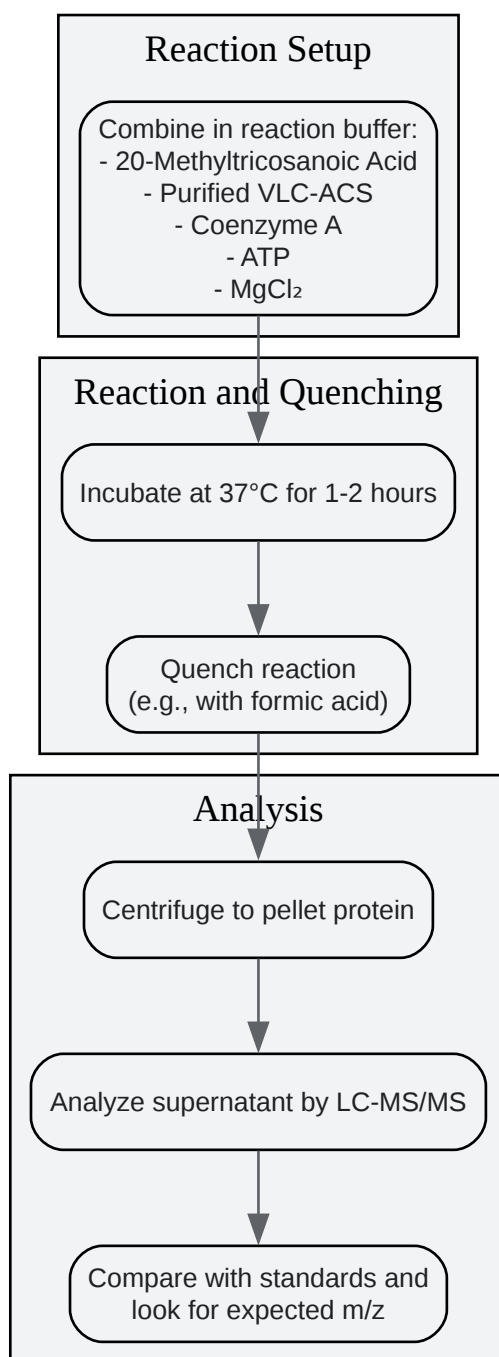 Reaction Setup
Combine in reaction buffer:
- 20-Methyltricosanoic Acid
- Purified VLC-ACS
- Coenzyme A
- ATP
- MgCl₂
Reaction and Quenching
Incubate at 37°C for 1-2 hours
Quench reaction
(e.g., with formic acid)
Analysis
Centrifuge to pellet protein
Analyze supernatant by LC-MS/MS
Compare with standards and
look for expected m/z